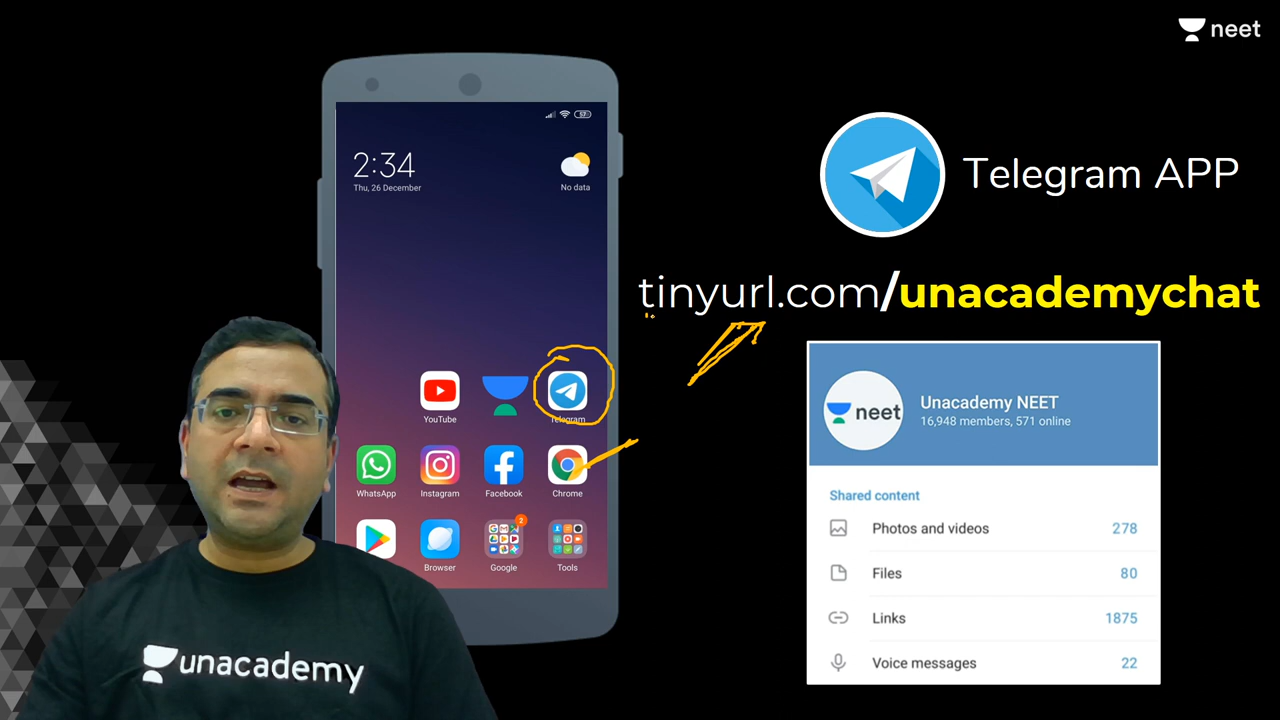 neet
57
2:34
Thu, 26 December
No data
Telegram APP
tinyurl.com/unacademychat
YouTube
Telegram
WhatsApp
Instagram
Facebook
Chrome
2
Browser
Google
Tools
neet
Unacademy NEET
16,948 members, 571 online
Shared content
Photos and videos 278
Files 80
Links 1875
Voice messages 22
unacademy